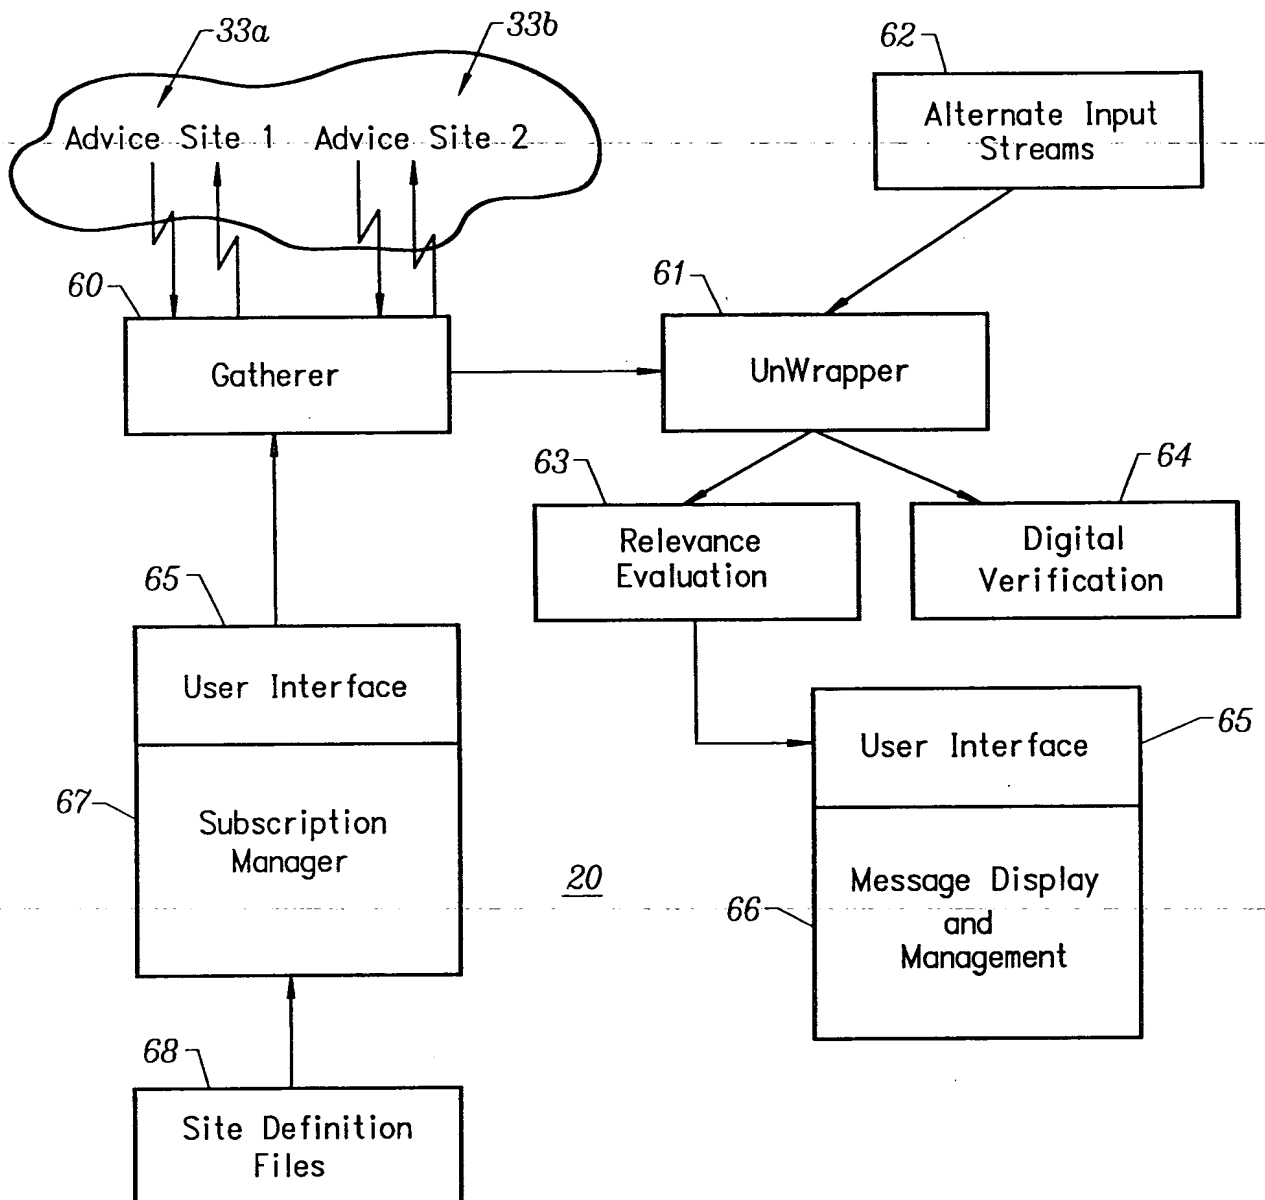 33a
33b
62
Advice Site 1
Advice Site 2
Alternate Input
Streams
60
61
Gatherer
UnWrapper
63
64
Relevance
Evaluation
Digital
Verification
65
User Interface
65
User Interface
67
Subscription
Manager
20
66
Message Display
and
Management
68
Site Definition
Files